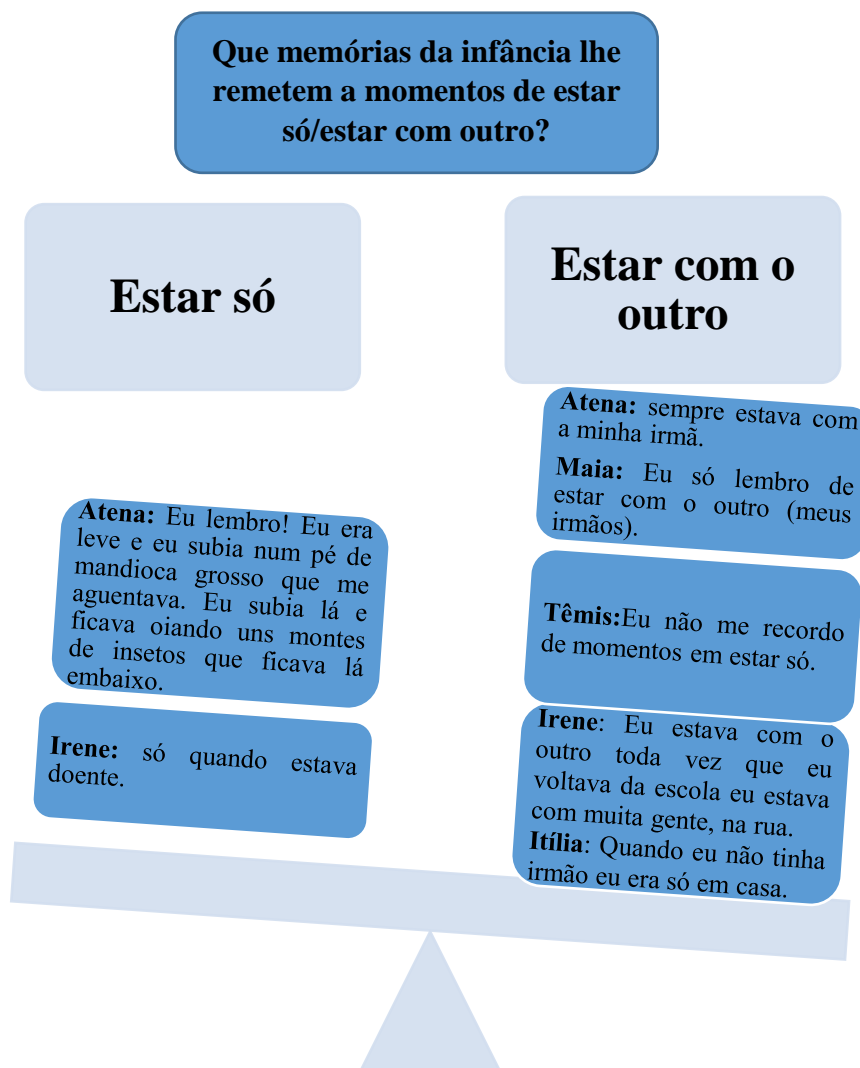 Que memórias da infância lhe
remetem a momentos de estar
só/estar com outro?
Estar só
Estar com o
outro
Atena: Eu lembro! Eu era
leve e eu subia num pé de
mandioca grosso que me
aguentava. Eu subia lá e
ficava oiando uns montes
de insetos que ficava lá
embaixo.
Irene: só quando estava
doente.
Atena: sempre estava com
a minha irmã.
Maia: Eu só lembro de
estar com o outro (meus
irmãos).
Têmis:Eu não me recordo
de momentos em estar só.
Irene: Eu estava com o
outro toda vez que eu
voltava da escola eu estava
com muita gente, na rua.
Itília: Quando eu não tinha
irmão eu era só em casa.